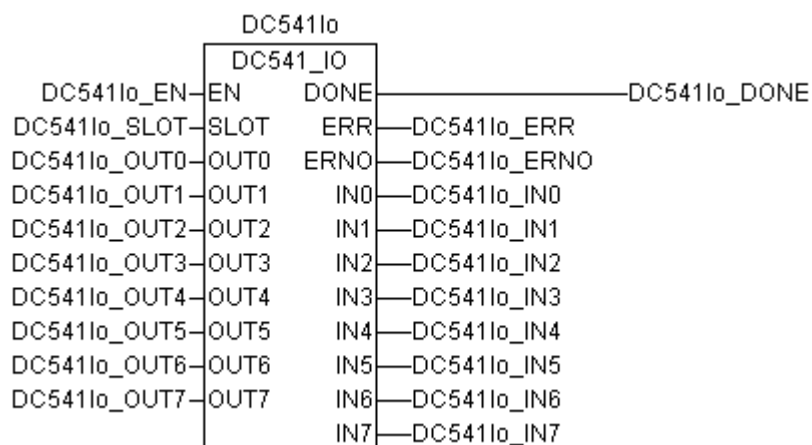 DC541Io
DC541_IO
DC541Io_EN EN DONE DC541Io_DONE
DC541Io_SLOT SLOT ERR DC541Io_ERR
DC541Io_OUT0 OUT0 ERNO DC541Io_ERNO
DC541Io_OUT1 OUT1 IN0 DC541Io_IN0
DC541Io_OUT2 OUT2 IN1 DC541Io_IN1
DC541Io_OUT3 OUT3 IN2 DC541Io_IN2
DC541Io_OUT4 OUT4 IN3 DC541Io_IN3
DC541Io_OUT5 OUT5 IN4 DC541Io_IN4
DC541Io_OUT6 OUT6 IN5 DC541Io_IN5
DC541Io_OUT7 OUT7 IN6 DC541Io_IN6
IN7 DC541Io_IN7